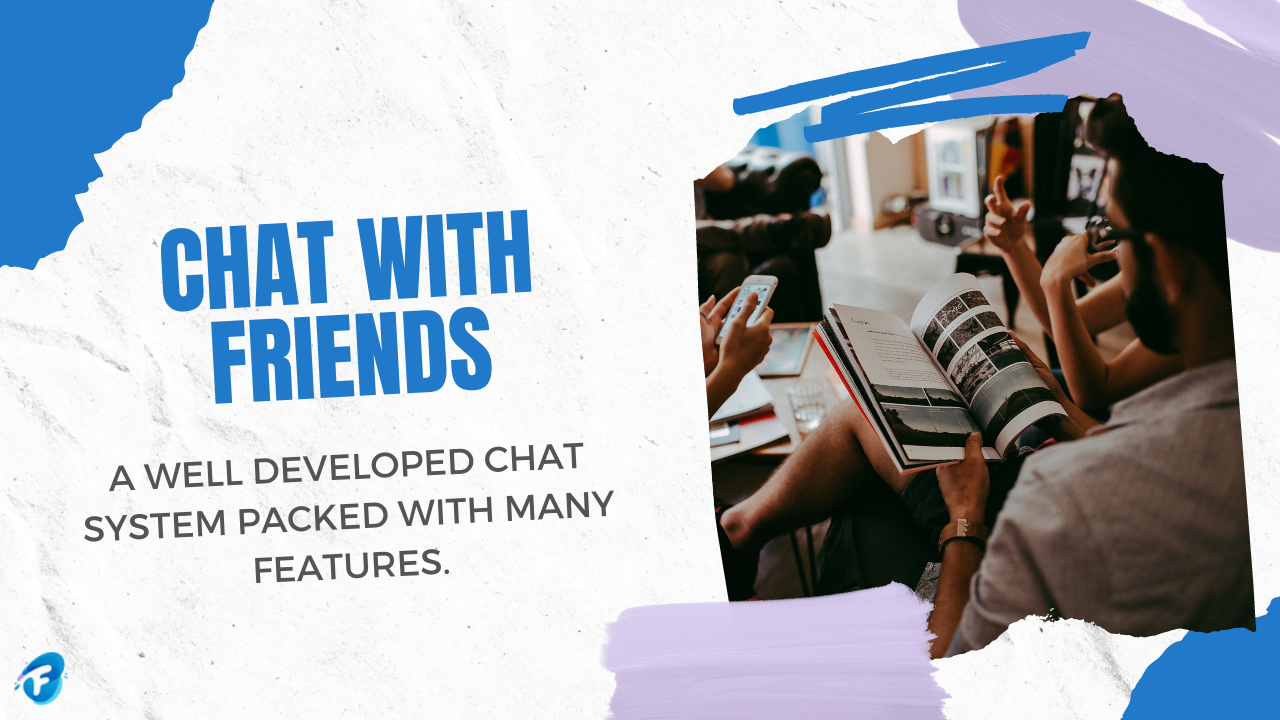 CHAT WITH
FRIENDS
A WELL DEVELOPED CHAT
SYSTEM PACKED WITH MANY
FEATURES.
F